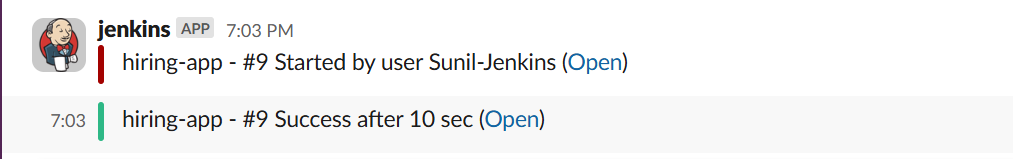 jenkins APP 7:03 PM
hiring-app - #9 Started by user Sunil-Jenkins (Open)
7:03 hiring-app - #9 Success after 10 sec (Open)